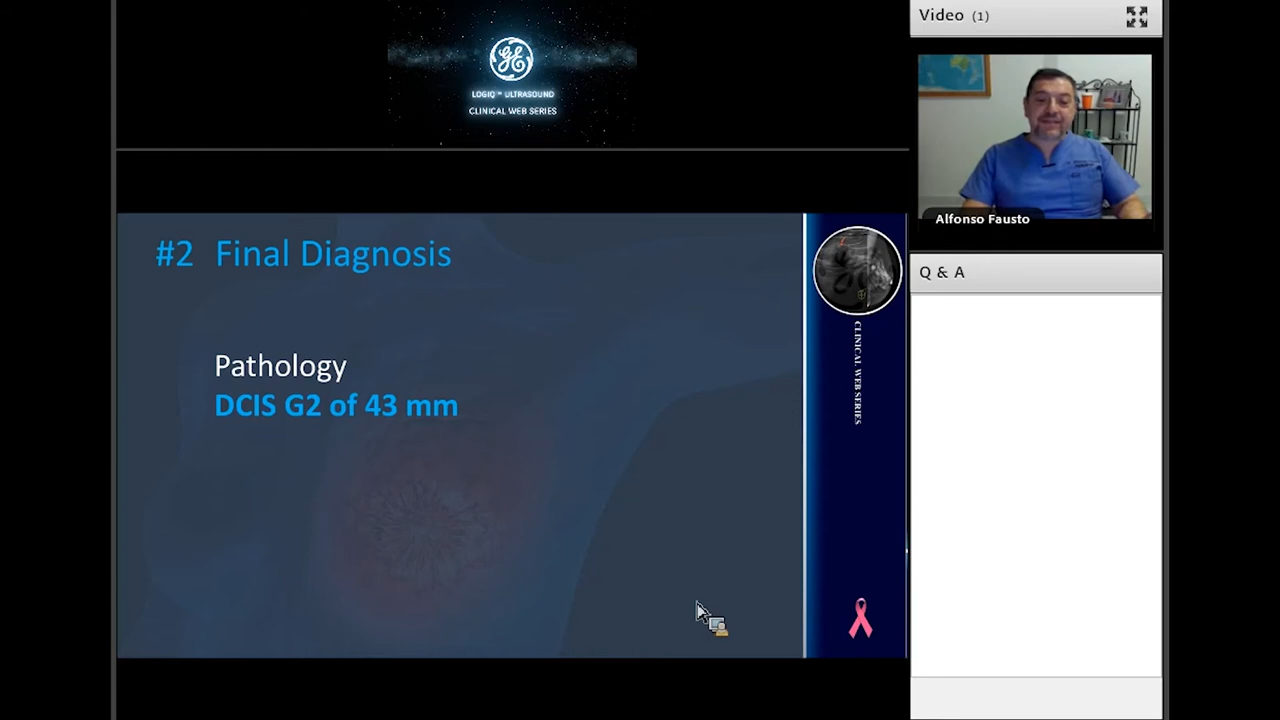 GE
LOGIQ™ ULTRASOUND
CLINICAL WEB SERIES
Video (1)
Alfonso Fausto
Q & A
#2 Final Diagnosis
Pathology
DCIS G2 of 43 mm
CLINICAL WEB SERIES